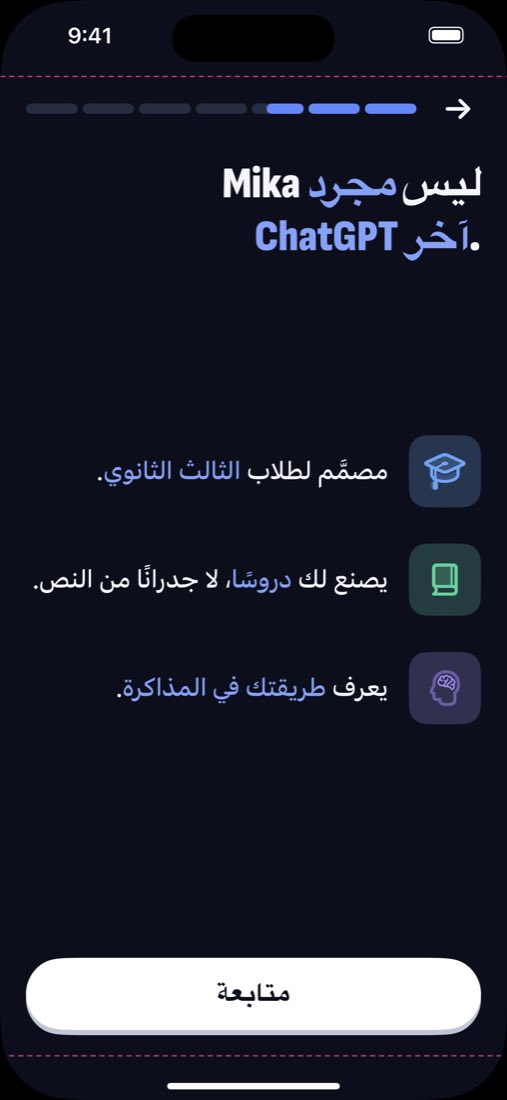 9:41
Mika ليس مجرد
ChatGPT آخر.
مصمَّم لطلاب الثالث الثانوي.
يصنع لك دروسًا، لا جدرانًا من النص.
يعرف طريقتك في المذاكرة.
متابعة